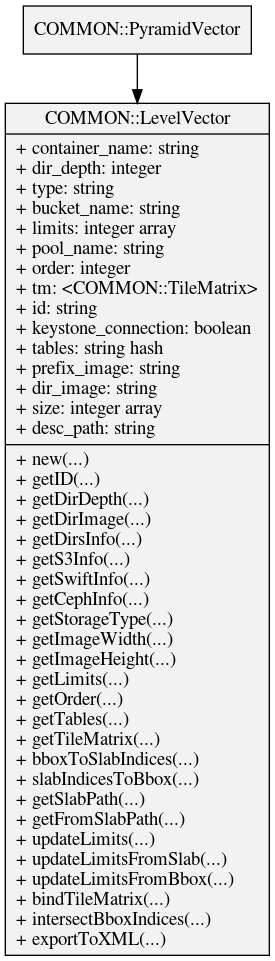 COMMON::PyramidVector
COMMON::LevelVector
+ container_name: string
+ dir_depth: integer
+ type: string
+ bucket_name: string
+ limits: integer array
+ pool_name: string
+ order: integer
+ tm: <COMMON::TileMatrix>
+ id: string
+ keystone_connection: boolean
+ tables: string hash
+ prefix_image: string
+ dir_image: string
+ size: integer array
+ desc_path: string
+ new(...)
+ getID(...)
+ getDirDepth(...)
+ getDirImage(...)
+ getDirsInfo(...)
+ getS3Info(...)
+ getSwiftInfo(...)
+ getCephInfo(...)
+ getStorageType(...)
+ getImageWidth(...)
+ getImageHeight(...)
+ getLimits(...)
+ getOrder(...)
+ getTables(...)
+ getTileMatrix(...)
+ bboxToSlabIndices(...)
+ slabIndicesToBbox(...)
+ getSlabPath(...)
+ getFromSlabPath(...)
+ updateLimits(...)
+ updateLimitsFromSlab(...)
+ updateLimitsFromBbox(...)
+ bindTileMatrix(...)
+ intersectBboxIndices(...)
+ exportToXML(...)